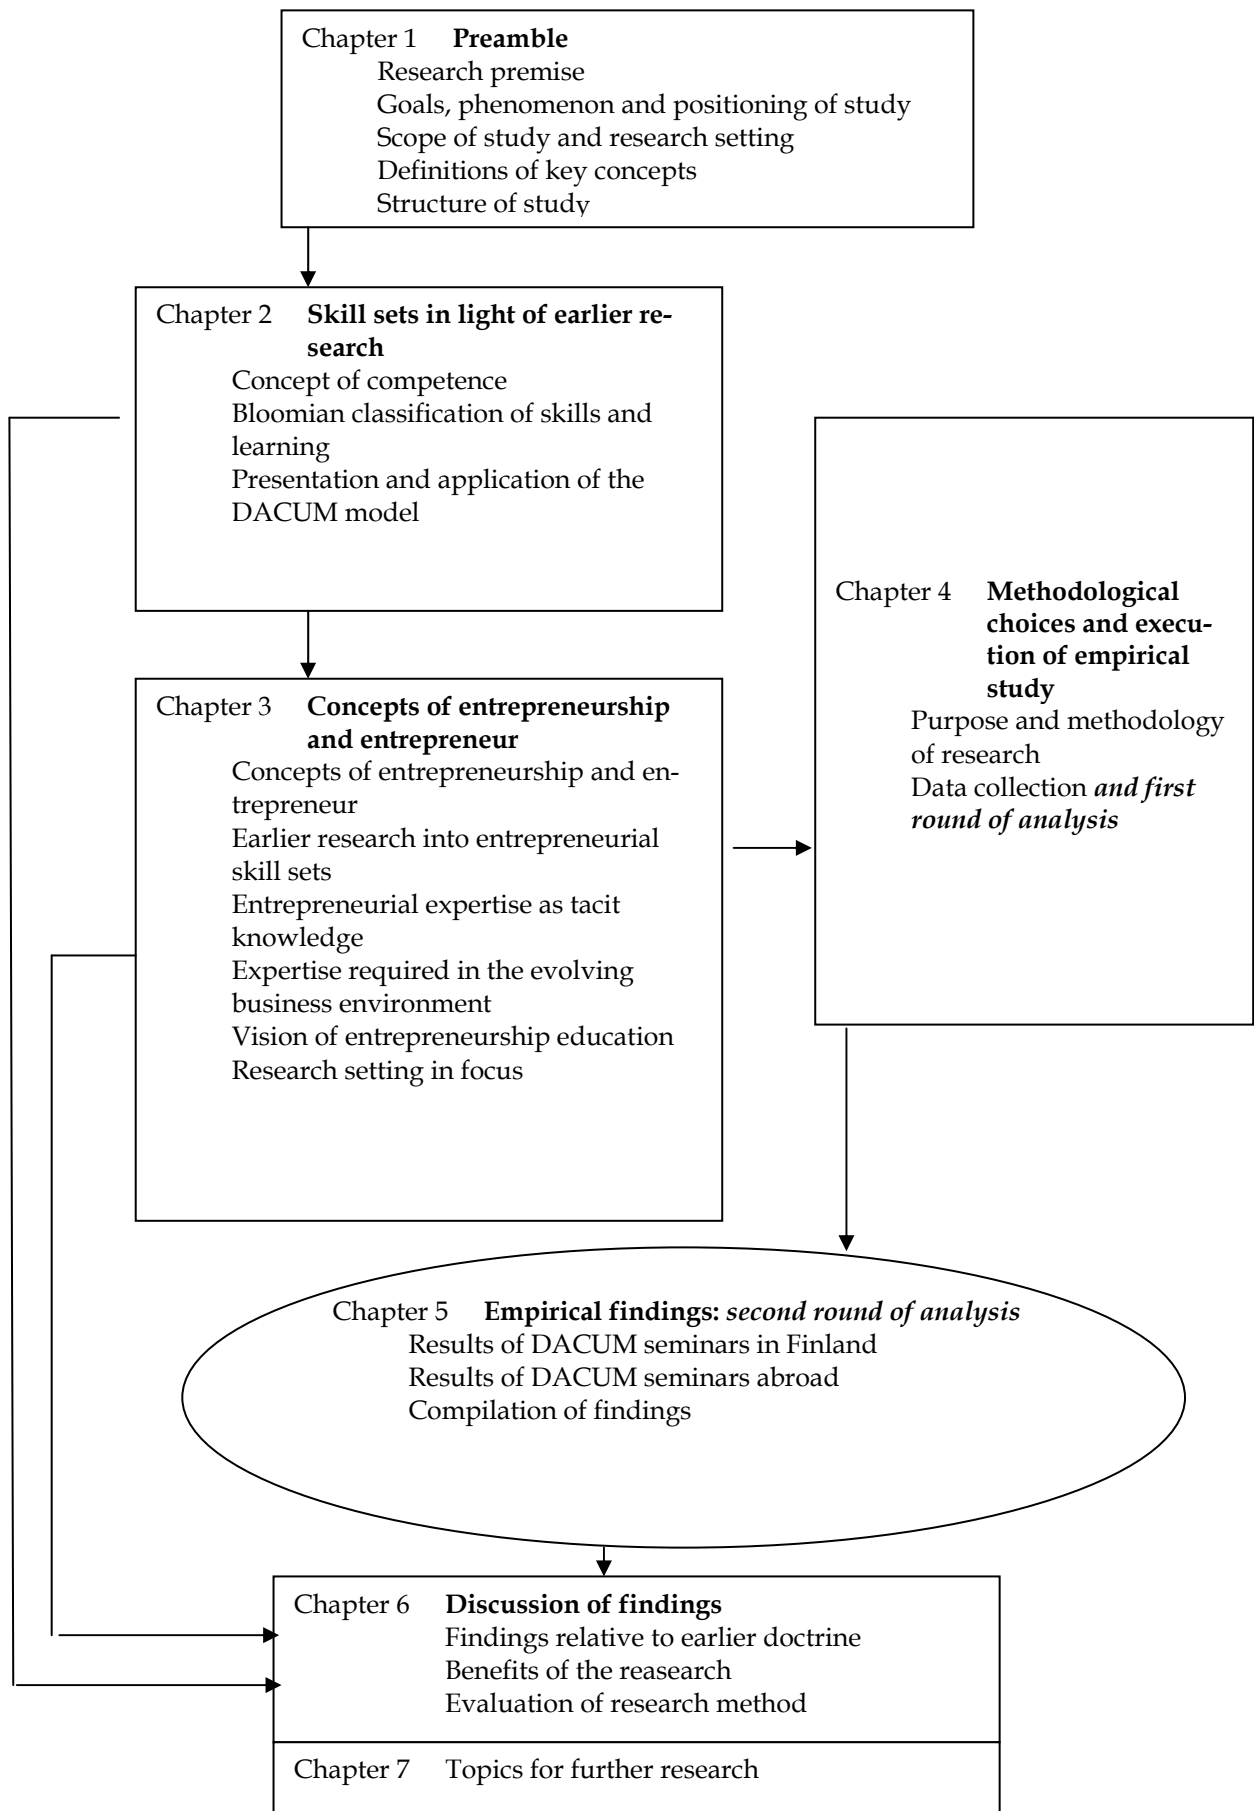 Chapter 1 Preamble
Research premise
Goals, phenomenon and positioning of study
Scope of study and research setting
Definitions of key concepts
Structure of study
Chapter 2 Skill sets in light of earlier re-
search
Concept of competence
Bloomian classification of skills and
learning
Presentation and application of the
DACUM model
Chapter 3 Concepts of entrepreneurship
and entrepreneur
Concepts of entrepreneurship and en-
trepreneur
Earlier research into entrepreneurial
skill sets
Entrepreneurial expertise as tacit
knowledge
Expertise required in the evolving
business environment
Vision of entrepreneurship education
Research setting in focus
Chapter 4 Methodological
choices and execu-
tion of empirical
study
Purpose and methodology
of research
Data collection and first
round of analysis
Chapter 5 Empirical findings: second round of analysis
Results of DACUM seminars in Finland
Results of DACUM seminars abroad
Compilation of findings
Chapter 6 Discussion of findings
Findings relative to earlier doctrine
Benefits of the reasearch
Evaluation of research method
Chapter 7 Topics for further research